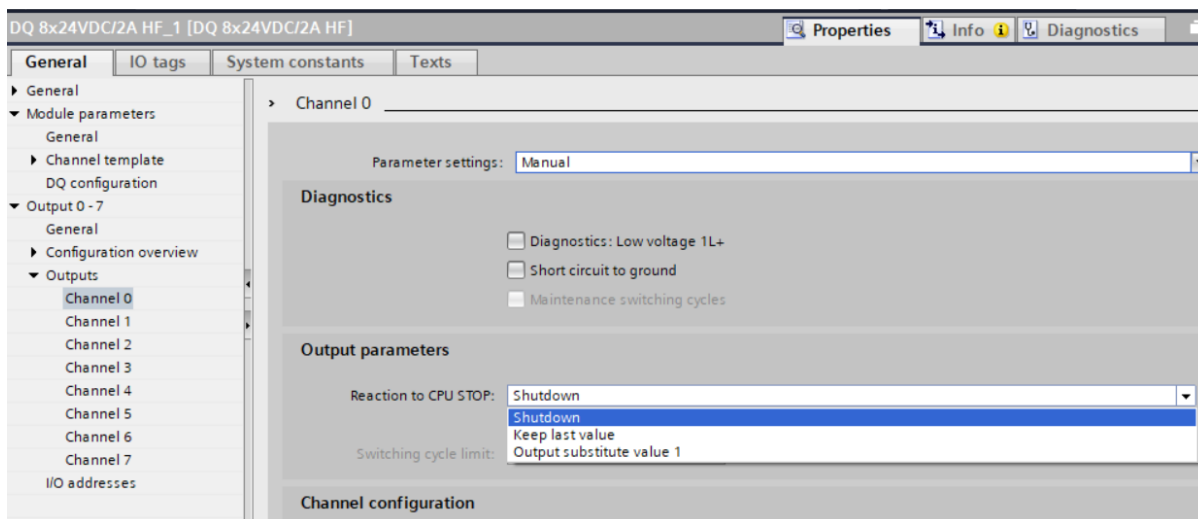 DQ 8x24VDC/2A HF_1 [DQ 8x24VDC/2A HF]
Properties
Info
Diagnostics
General
IO tags
System constants
Texts
General
Module parameters
General
Channel template
DQ configuration
Output 0 - 7
General
Configuration overview
Outputs
Channel 0
Channel 1
Channel 2
Channel 3
Channel 4
Channel 5
Channel 6
Channel 7
I/O addresses
Channel 0
Parameter settings: Manual
Diagnostics
Diagnostics: Low voltage 1L+
Short circuit to ground
Maintenance switching cycles
Output parameters
Reaction to CPU STOP: Shutdown
Shutdown
Keep last value
Output substitute value 1
Switching cycle limit:
Channel configuration